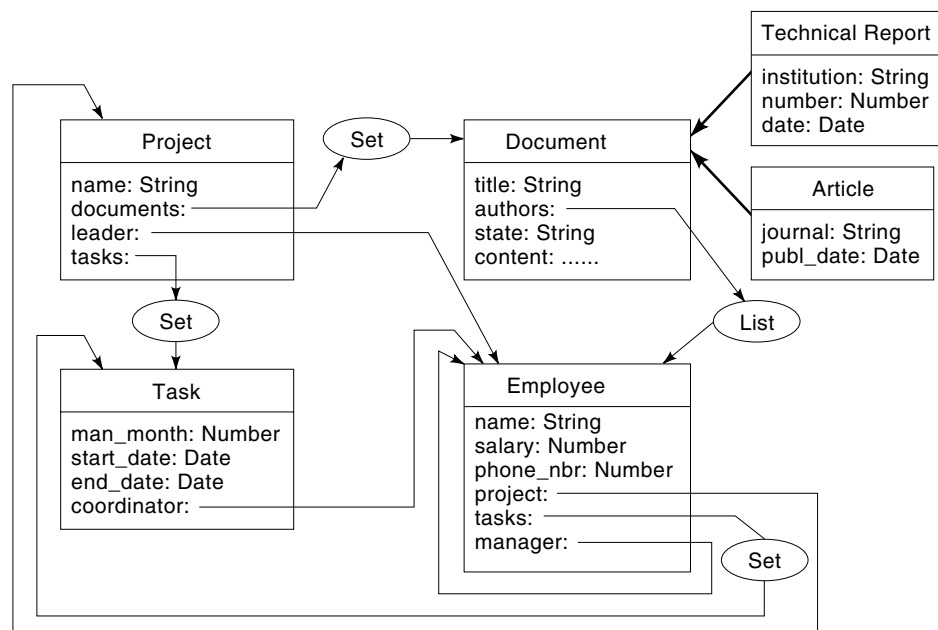 Technical Report
institution: String
number: Number
date: Date
Project
name: String
documents:
leader:
tasks:
Set
Document
title: String
authors:
state: String
content: ......
Article
journal: String
publ_date: Date
Set
List
Task
man_month: Number
start_date: Date
end_date: Date
coordinator:
Employee
name: String
salary: Number
phone_nbr: Number
project:
tasks:
manager:
Set